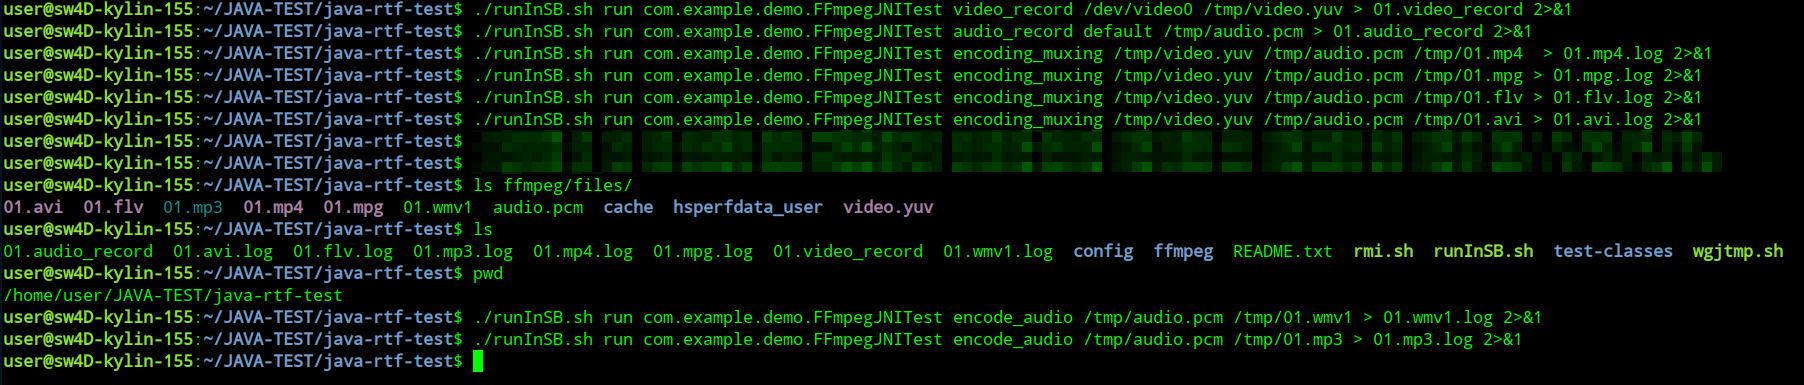 user@sw4D-kylin-155:~/JAVA-TEST/java-rtf-test$ ./runInSB.sh run com.example.demo.FFmpegJNITest video_record /dev/video0 /tmp/video.yuv > 01.video_record 2>&1
user@sw4D-kylin-155:~/JAVA-TEST/java-rtf-test$ ./runInSB.sh run com.example.demo.FFmpegJNITest audio_record default /tmp/audio.pcm > 01.audio_record 2>&1
user@sw4D-kylin-155:~/JAVA-TEST/java-rtf-test$ ./runInSB.sh run com.example.demo.FFmpegJNITest encoding_muxing /tmp/video.yuv /tmp/audio.pcm /tmp/01.mp4  > 01.mp4.log 2>&1
user@sw4D-kylin-155:~/JAVA-TEST/java-rtf-test$ ./runInSB.sh run com.example.demo.FFmpegJNITest encoding_muxing /tmp/video.yuv /tmp/audio.pcm /tmp/01.mpg > 01.mpg.log 2>&1
user@sw4D-kylin-155:~/JAVA-TEST/java-rtf-test$ ./runInSB.sh run com.example.demo.FFmpegJNITest encoding_muxing /tmp/video.yuv /tmp/audio.pcm /tmp/01.flv > 01.flv.log 2>&1
user@sw4D-kylin-155:~/JAVA-TEST/java-rtf-test$ ./runInSB.sh run com.example.demo.FFmpegJNITest encoding_muxing /tmp/video.yuv /tmp/audio.pcm /tmp/01.avi > 01.avi.log 2>&1
user@sw4D-kylin-155:~/JAVA-TEST/java-rtf-test$
user@sw4D-kylin-155:~/JAVA-TEST/java-rtf-test$
user@sw4D-kylin-155:~/JAVA-TEST/java-rtf-test$ ls ffmpeg/files/
01.avi  01.flv  01.mp3  01.mp4  01.mpg  01.wmv1  audio.pcm  cache  hsperfdata_user  video.yuv
user@sw4D-kylin-155:~/JAVA-TEST/java-rtf-test$ ls
01.audio_record  01.avi.log  01.flv.log  01.mp3.log  01.mp4.log  01.mpg.log  01.video_record  01.wmv1.log  config  ffmpeg  README.txt  rmi.sh  runInSB.sh  test-classes  wgjtmp.sh
user@sw4D-kylin-155:~/JAVA-TEST/java-rtf-test$ pwd
/home/user/JAVA-TEST/java-rtf-test
user@sw4D-kylin-155:~/JAVA-TEST/java-rtf-test$ ./runInSB.sh run com.example.demo.FFmpegJNITest encode_audio /tmp/audio.pcm /tmp/01.wmv1 > 01.wmv1.log 2>&1
user@sw4D-kylin-155:~/JAVA-TEST/java-rtf-test$ ./runInSB.sh run com.example.demo.FFmpegJNITest encode_audio /tmp/audio.pcm /tmp/01.mp3 > 01.mp3.log 2>&1
user@sw4D-kylin-155:~/JAVA-TEST/java-rtf-test$